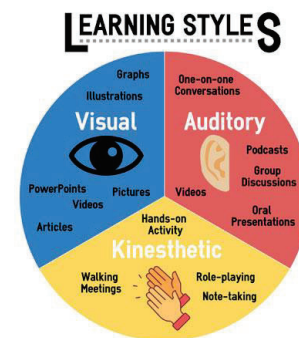 LEARNING STYLES
Graphs
Illustrations
Visual
PowerPoints
Videos
Pictures
Articles
One-on-one
Conversations
Auditory
Podcasts
Group
Discussions
Videos
Oral
Presentations
Hands-on
Activity
Kinesthetic
Walking
Meetings
Role-playing
Note-taking